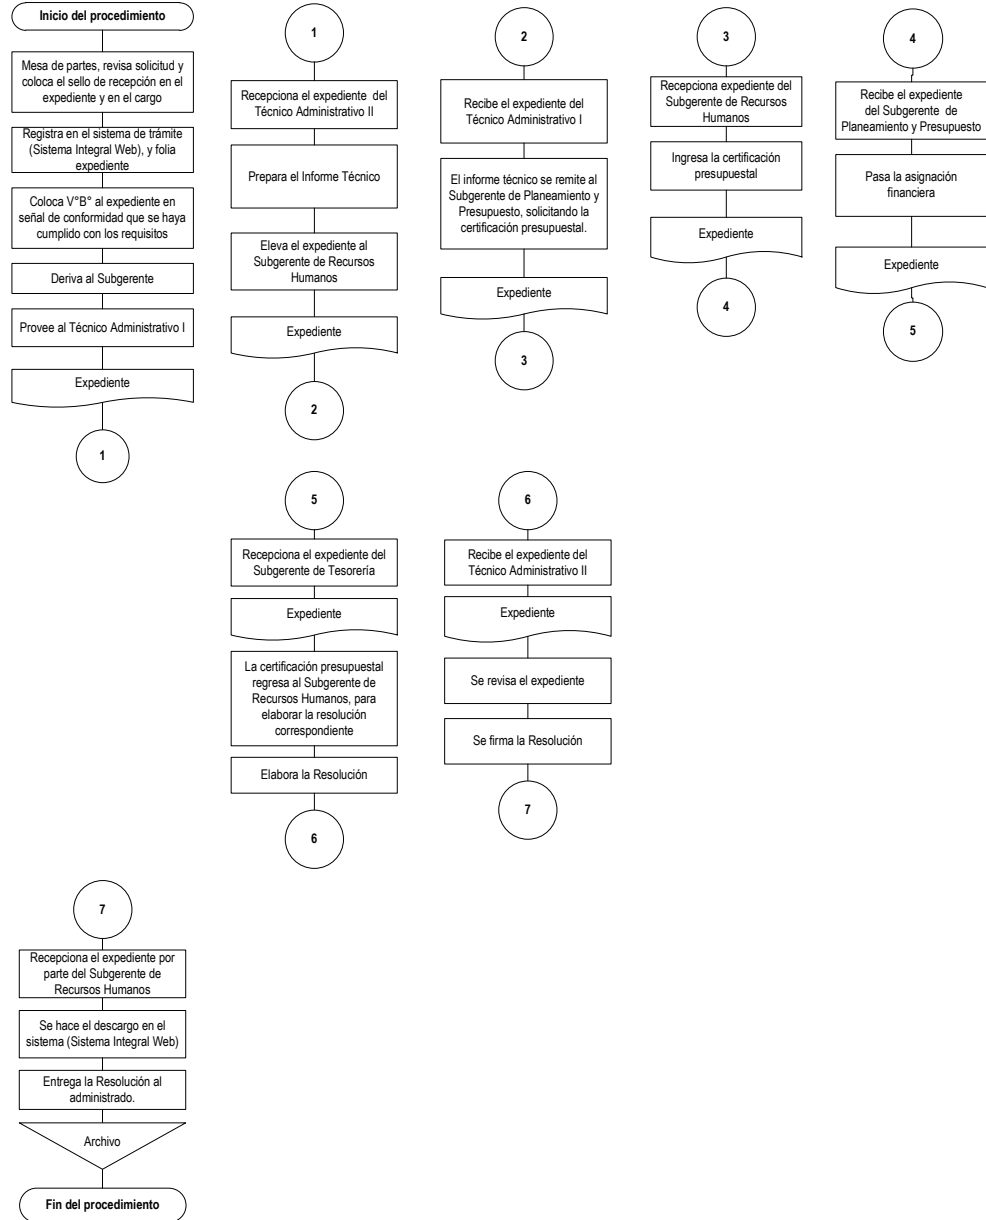 Inicio del procedimiento
Mesa de partes, revisa solicitud y
coloca el sello de recepción en el
expediente y en el cargo
Registra en el sistema de trámite
(Sistema Integral Web), y folia
expediente
Coloca V°B° al expediente en
señal de conformidad que se haya
cumplido con los requisitos
Deriva al Subgerente
Provee al Técnico Administrativo I
Expediente
1
1
Recepciona el expediente del
Técnico Administrativo II
Prepara el Informe Técnico
Eleva el expediente al
Subgerente de Recursos
Humanos
Expediente
2
2
Recibe el expediente del
Técnico Administrativo I
El informe técnico se remite al
Subgerente de Planeamiento y
Presupuesto, solicitando la
certificación presupuestal.
Expediente
3
3
Recepciona expediente del
Subgerente de Recursos
Humanos
Ingresa la certificación
presupuestal
Expediente
4
4
Recibe el expediente
del Subgerente de
Planeamiento y Presupuesto
Pasa la asignación
financiera
Expediente
5
5
Recepciona el expediente del
Subgerente de Tesorería
Expediente
La certificación presupuestal
regresa al Subgerente de
Recursos Humanos, para
elaborar la resolución
correspondiente
Elabora la Resolución
6
6
Recibe el expediente del
Técnico Administrativo II
Expediente
Se revisa el expediente
Se firma la Resolución
7
7
Recepciona el expediente por
parte del Subgerente de
Recursos Humanos
Se hace el descargo en el
sistema (Sistema Integral Web)
Entrega la Resolución al
administrado.
Archivo
Fin del procedimiento